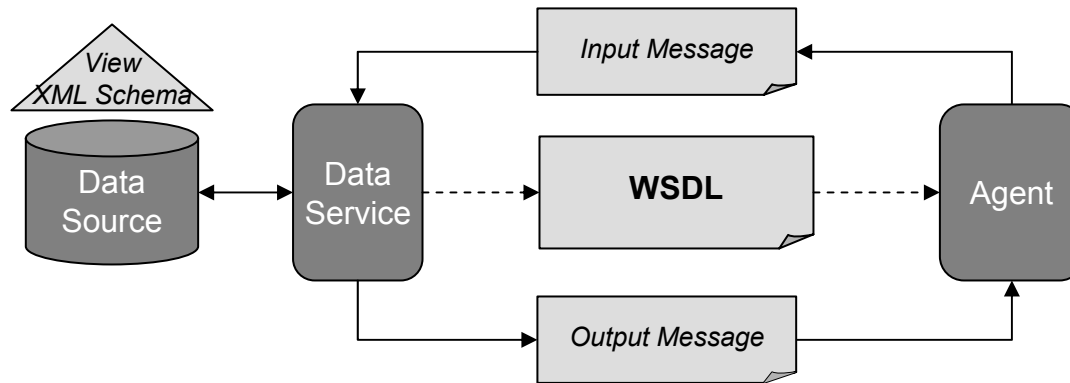 View
XML Schema
Data
Source
Data
Service
Input Message
WSDL
Output Message
Agent